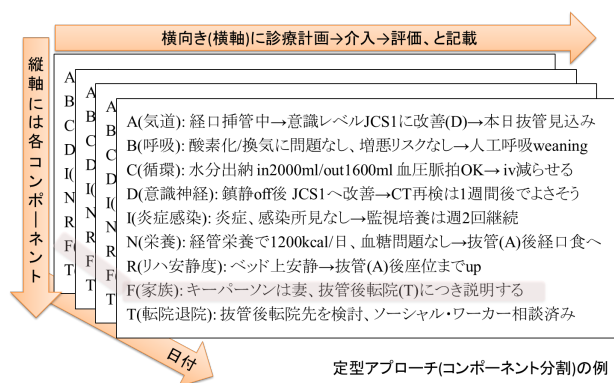 横向き(横軸)に診療計画→介入→評価、と記載
縦軸には各コンポーネント
A
B
C
D
I(
N
R
F(
T(
A
B
C
D
I(
N
R
F(
T(
A
B
C
D
I(
N
R
F(
T(
A(気道): 経口挿管中→意識レベルJCS1に改善(D)→本日抜管見込み
B(呼吸): 酸素化/換気に問題なし、増悪リスクなし→人工呼吸weaning
C(循環): 水分出納 in2000ml/out1600ml 血圧脈拍OK→ iv減らせる
D(意識神経): 鎮静off後 JCS1へ改善→CT再検は1週間後でよさそう
I(炎症感染): 炎症、感染所見なし→監視培養は週2回継続
N(栄養): 経管栄養で1200kcal/日、血糖問題なし→抜管(A)後経口食へ
R(リハ安静度): ベッド上安静→抜管(A)後座位までup
F(家族): キーパーソンは妻、抜管後転院(T)につき説明する
T(転院退院): 抜管後転院先を検討、ソーシャル・ワーカー相談済み
日付
定型アプローチ(コンポーネント分割)の例